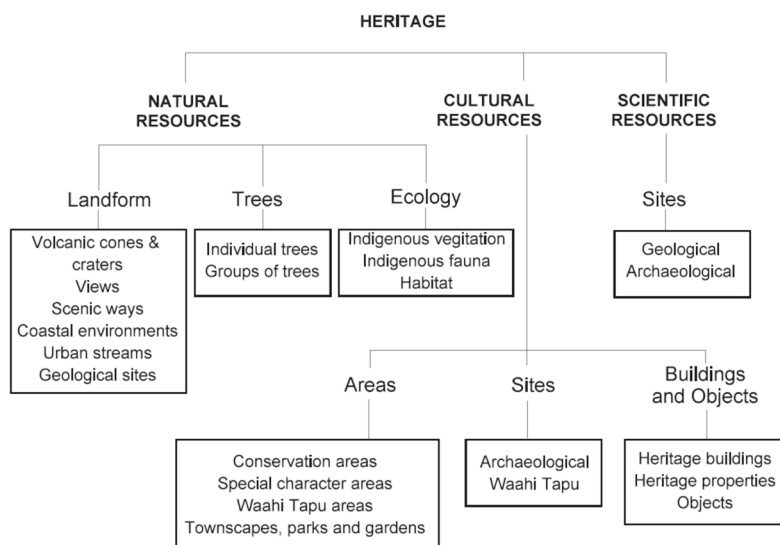 HERITAGE
NATURAL
RESOURCES
CULTURAL
RESOURCES
SCIENTIFIC
RESOURCES
Landform
Trees
Ecology
Sites
Volcanic cones &
craters
Views
Scenic ways
Coastal environments
Urban streams
Geological sites
Individual trees
Groups of trees
Indigenous vegitation
Indigenous fauna
Habitat
Geological
Archaeological
Areas
Sites
Buildings
and Objects
Conservation areas
Special character areas
Waahi Tapu areas
Townscapes, parks and gardens
Archaeological
Waahi Tapu
Heritage buildings
Heritage properties
Objects